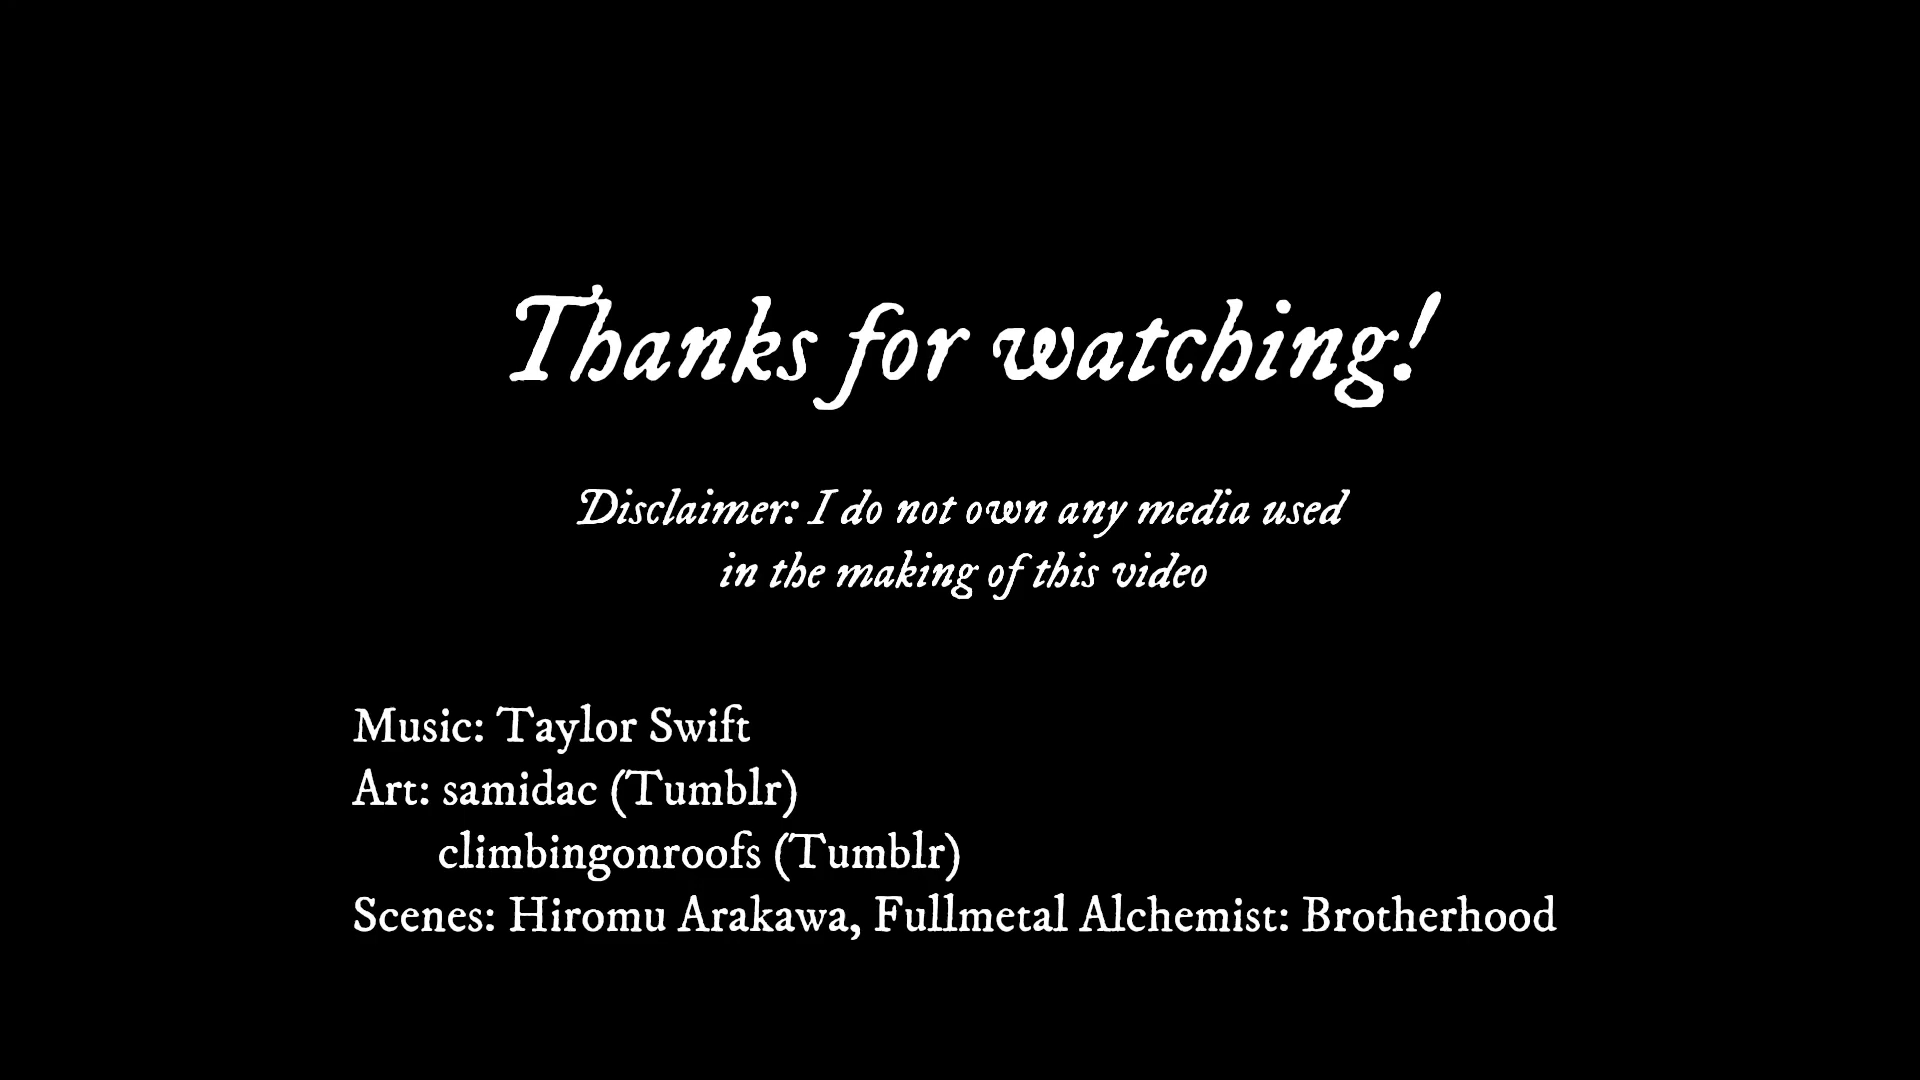 Thanks for watching!
Disclaimer: I do not own any media used
in the making of this video
Music: Taylor Swift
Art: samidac (Tumblr)
climbingonroofs (Tumblr)
Scenes: Hiromu Arakawa, Fullmetal Alchemist: Brotherhood